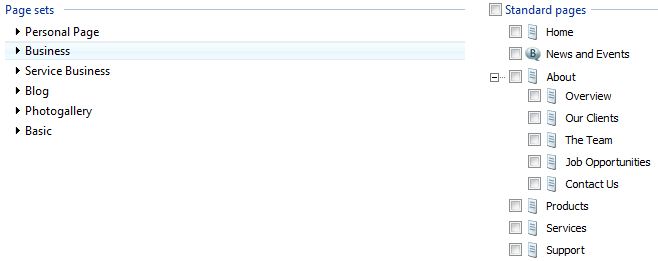 Page sets
Personal Page
Business
Service Business
Blog
Photogallery
Basic
Standard pages
Home
B News and Events
About
Overview
Our Clients
The Team
Job Opportunities
Contact Us
Products
Services
Support